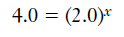 4.0 = (2.0)ˣ